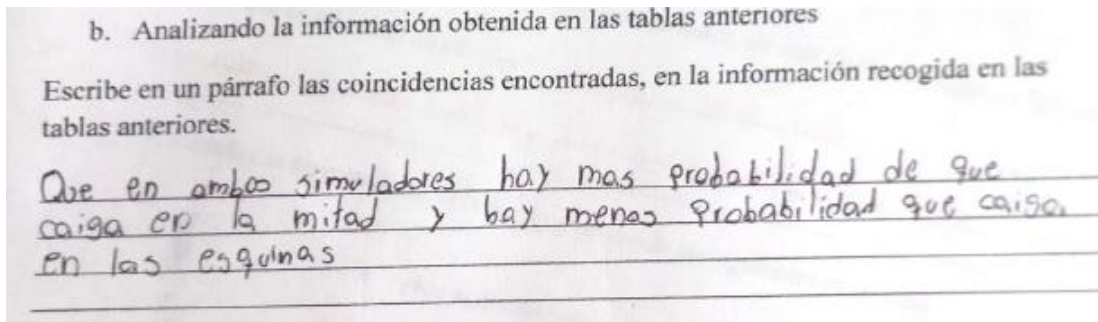 b. Analizando la información obtenida en las tablas anteriores
Escribe en un párrafo las coincidencias encontradas, en la información recogida en las
tablas anteriores.
Que en ambos simuladores hay mas probabilidad de que
caiga en la mitad y hay menos probabilidad que caiga
en las esquinas